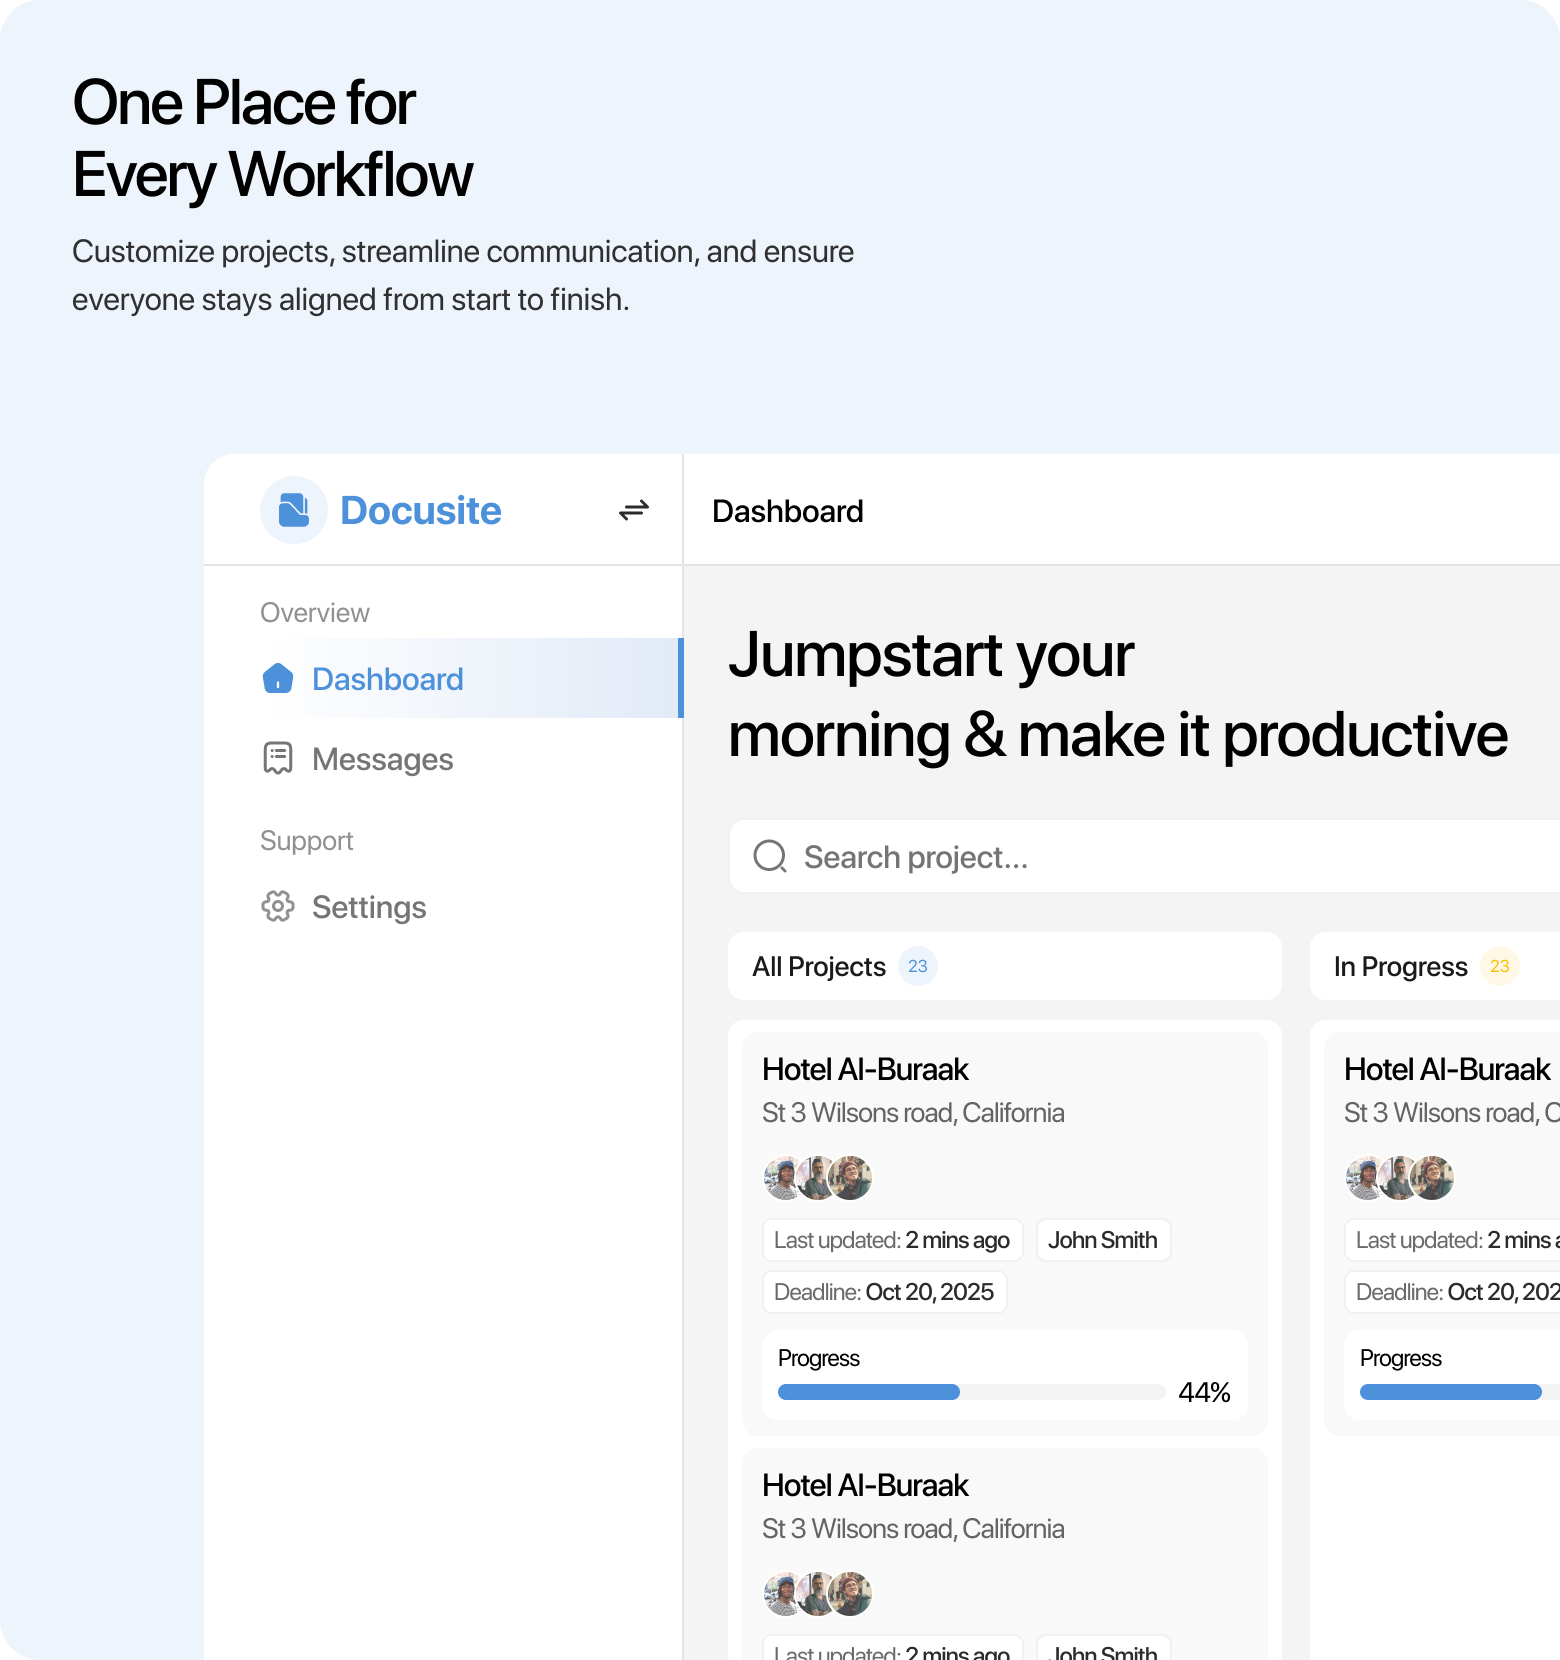 One Place for
Every Workflow
Customize projects, streamline communication, and ensure
everyone stays aligned from start to finish.
Docusite
Dashboard
Overview
Dashboard
Messages
Support
Settings
Jumpstart your
morning & make it productive
Search project...
All Projects 23
In Progress 23
Hotel Al-Buraak
St 3 Wilsons road, California
Last updated: 2 mins ago
John Smith
Deadline: Oct 20, 2025
Progress
44%
Hotel Al-Buraak
St 3 Wilsons road,
Last updated: 2 mins
Deadline: Oct 20, 202
Progress
Hotel Al-Buraak
St 3 Wilsons road, California
Last updated: 2 mins ago
John Smith